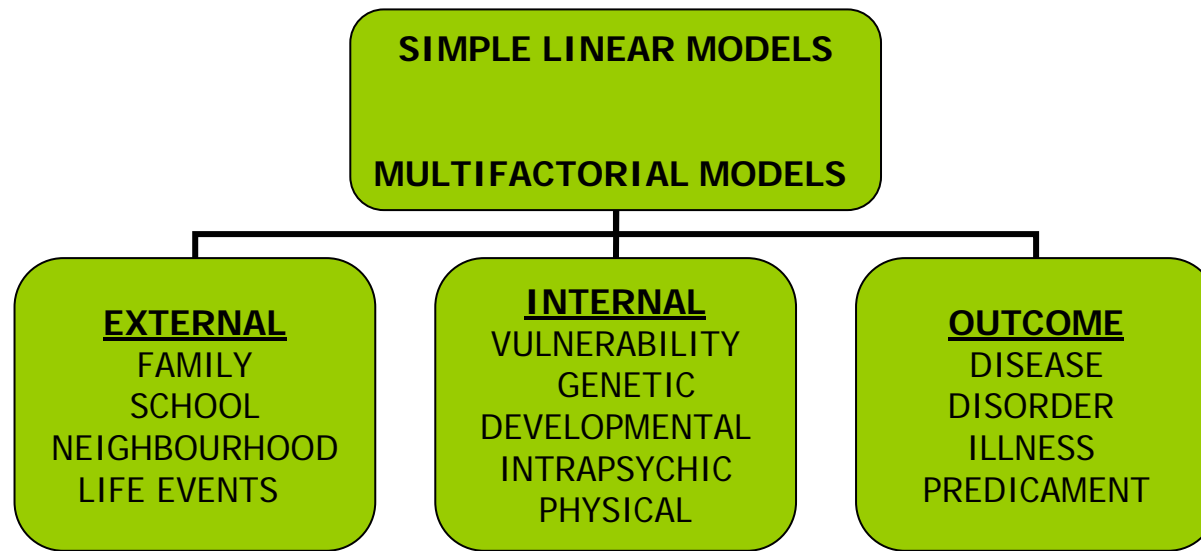 SIMPLE LINEAR MODELS
MULTIFACTORIAL MODELS
EXTERNAL
FAMILY
SCHOOL
NEIGHBOURHOOD
LIFE EVENTS
INTERNAL
VULNERABILITY
GENETIC
DEVELOPMENTAL
INTRAPSYCHIC
PHYSICAL
OUTCOME
DISEASE
DISORDER
ILLNESS
PREDICAMENT